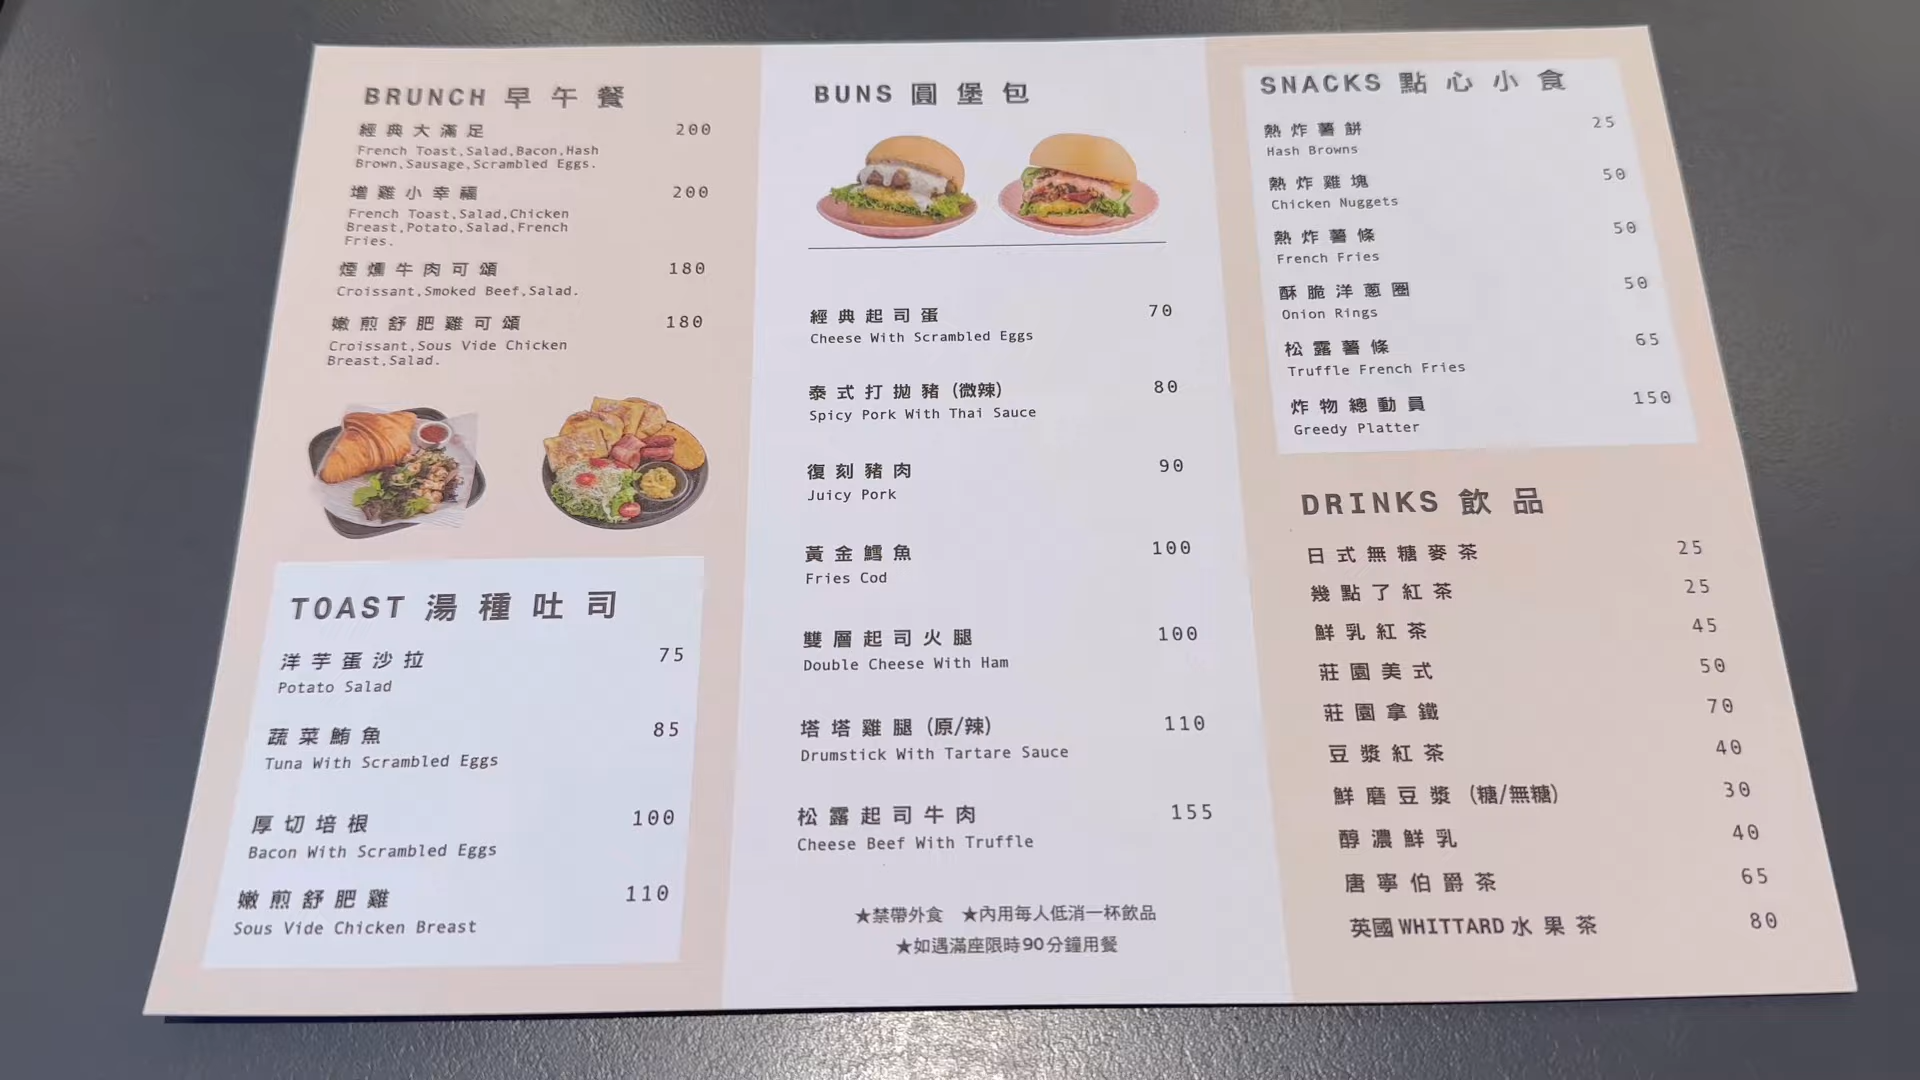 BRUNCH 早午餐
經典大滿足 200
French Toast,Salad,Bacon,Hash
Brown,Sausage,Scrambled Eggs.
增雞小幸福 200
French Toast,Salad,Chicken
Breast,Potato,Salad,French
Fries.
煙燻牛肉可頌 180
Croissant,Smoked Beef,Salad.
嫩煎舒肥雞可頌 180
Croissant,Sous Vide Chicken
Breast,Salad.
TOAST 湯種吐司
洋芋蛋沙拉 75
Potato Salad
蔬菜鮪魚 85
Tuna With Scrambled Eggs
厚切培根 100
Bacon With Scrambled Eggs
嫩煎舒肥雞 110
Sous Vide Chicken Breast
BUNS 圓堡包
經典起司蛋 70
Cheese With Scrambled Eggs
泰式打拋豬（微辣） 80
Spicy Pork With Thai Sauce
復刻豬肉 90
Juicy Pork
黃金鱈魚 100
Fries Cod
雙層起司火腿 100
Double Cheese With Ham
塔塔雞腿（原/辣） 110
Drumstick With Tartare Sauce
松露起司牛肉 155
Cheese Beef With Truffle
★禁帶外食 ★內用每人低消一杯飲品
★如遇滿座限時90分鐘用餐
SNACKS 點心小食
熱炸薯餅 25
Hash Browns
熱炸雞塊 50
Chicken Nuggets
熱炸薯條 50
French Fries
酥脆洋蔥圈 50
Onion Rings
松露薯條 65
Truffle French Fries
炸物總動員 150
Greedy Platter
DRINKS 飲品
日式無糖麥茶 25
幾點了紅茶 25
鮮乳紅茶 45
莊園美式 50
莊園拿鐵 70
豆漿紅茶 40
鮮磨豆漿（糖/無糖） 30
醇濃鮮乳 40
唐寧伯爵茶 65
英國WHITTARD水果茶 80